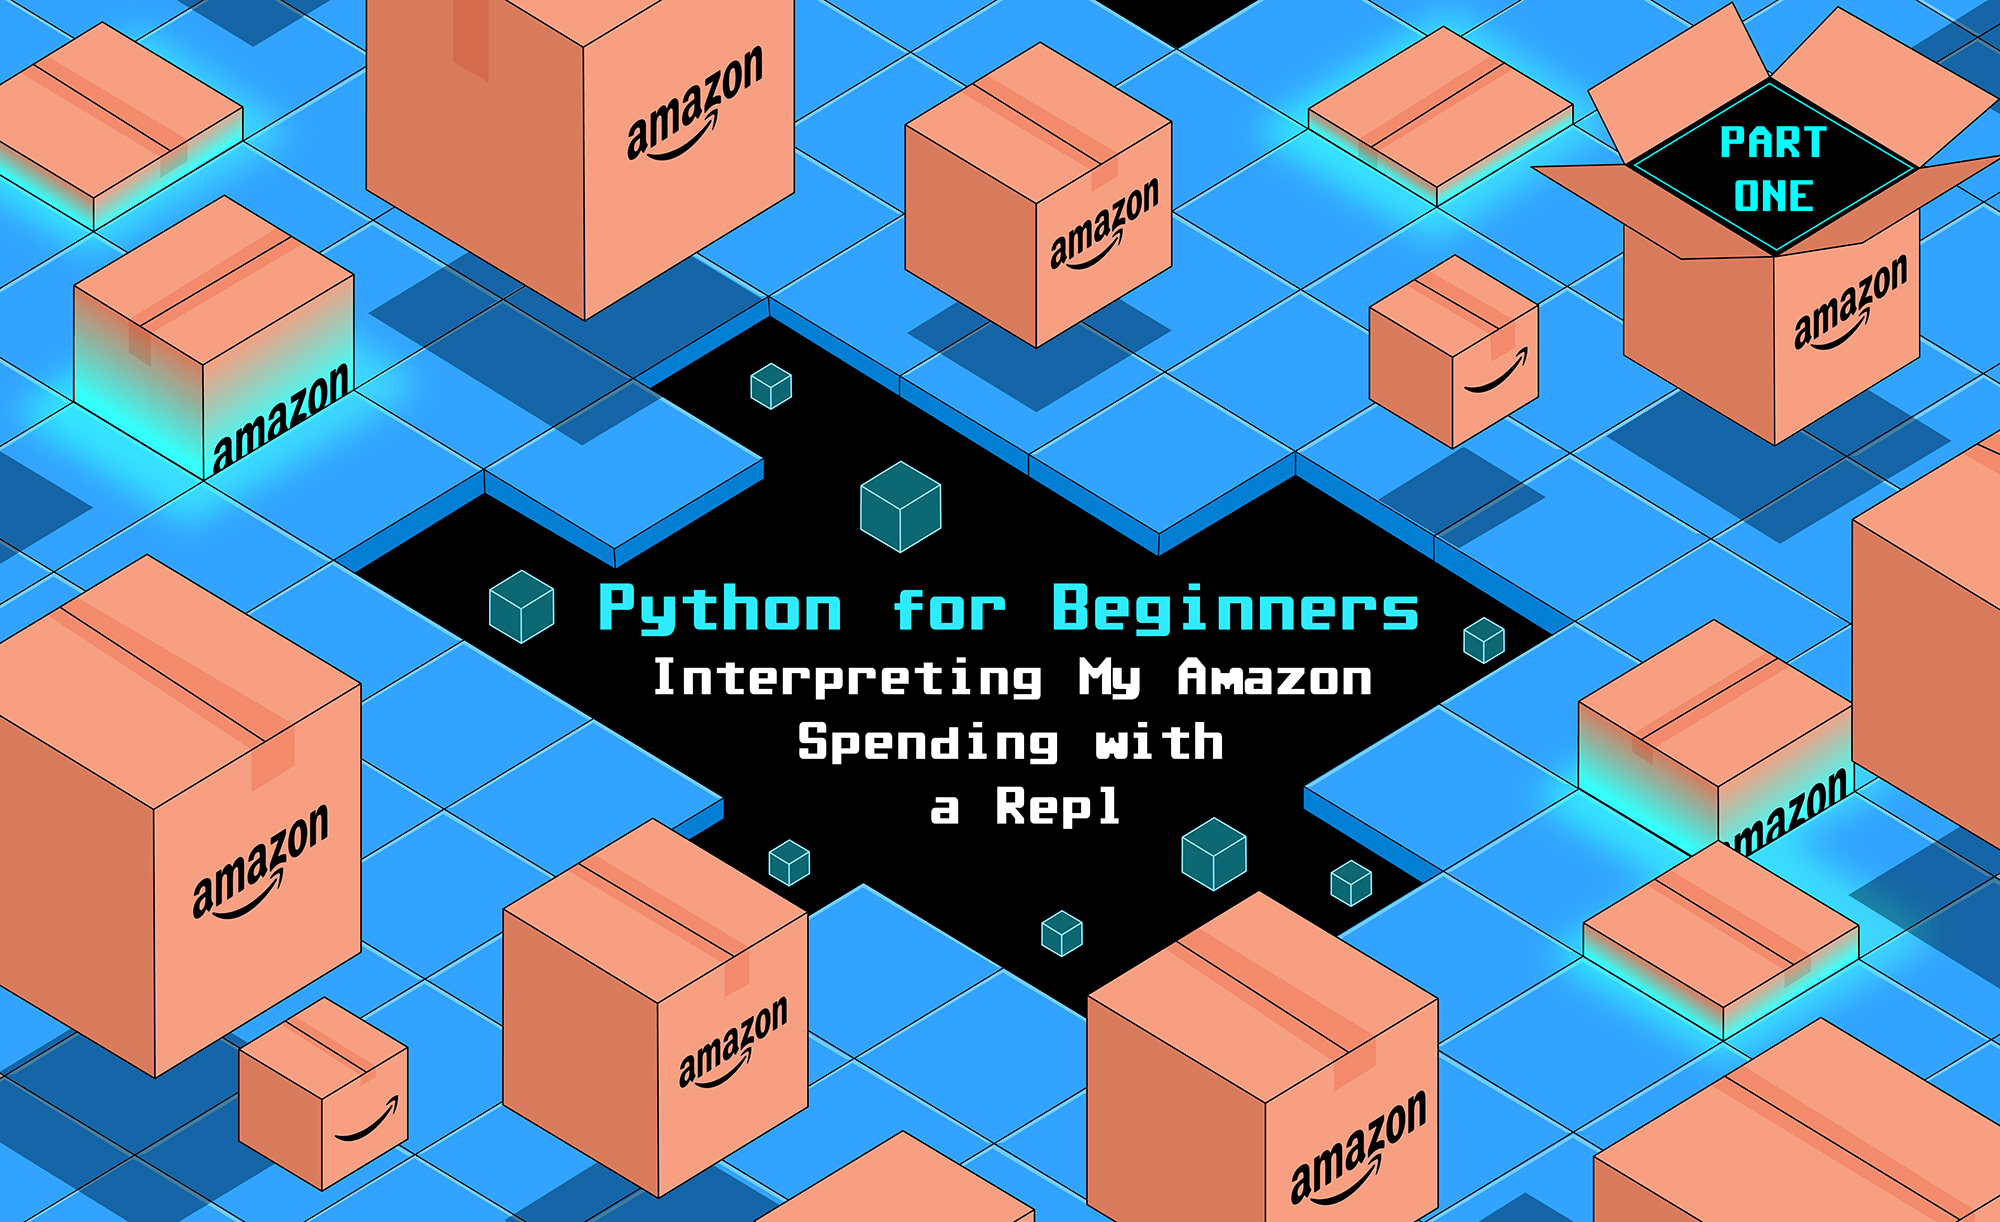 amazon
amazon
PART
ONE
amazon
amazon
amazon
Python for Beginners
Interpreting My Amazon
Spending with
a Repl
amazon
amazon
amazon
amazon